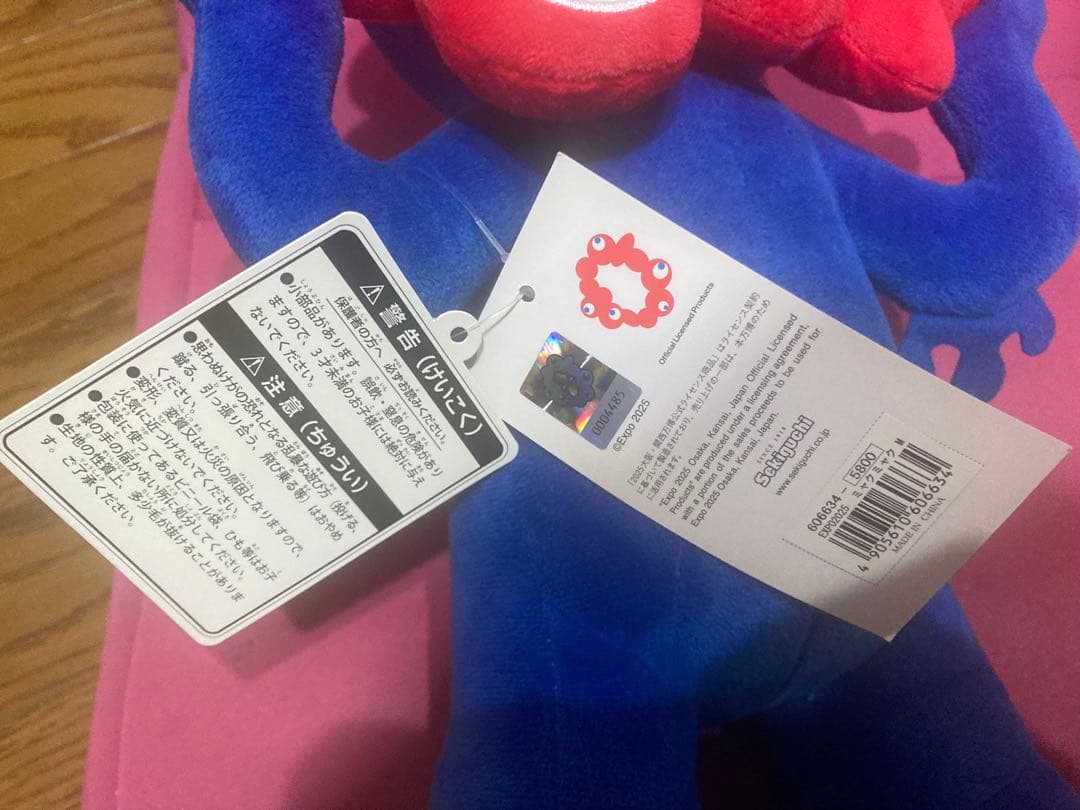 警告（けいこく）
保護者の方へ 必ずお読みください。
●小部品があります。誤飲・窒息の危険があり
ますので、3才未満のお子様には絶対に与え
ないでください。
注意（ちゅうい）
●思わぬけがの恐れとなる乱暴な遊び方（投げる、
蹴る、引っ張り合う、飛び乗る等）はおやめ
ください。
●変形・変質又は火災の原因となりますので、
火気に近づけないでください。
●包装に使ってあるビニール袋、ひも等はお子
様の手の届かない所に処分してください。
●生地の性質上、多少毛が抜けることがありま
す。ご了承ください。
Official Licensed Products
0004485
©Expo 2025
「2025大阪・関西万博公式ライセンス商品」はライセンス契約
に基づいて製造されており、売り上げの一部は、本万博のため
に活用されます。
"Expo 2025 Osaka, Kansai, Japan Official Licensed
Products" are produced under a licensing agreement,
with a portion of the sales proceeds to be used for
Expo 2025 Osaka, Kansai, Japan.
SINCE 1918
Sekiguchi
www.sekiguchi.co.jp
606634- 5800
EXPO2025 ミャクミャク M
4 905610 606634
MADE IN CHINA